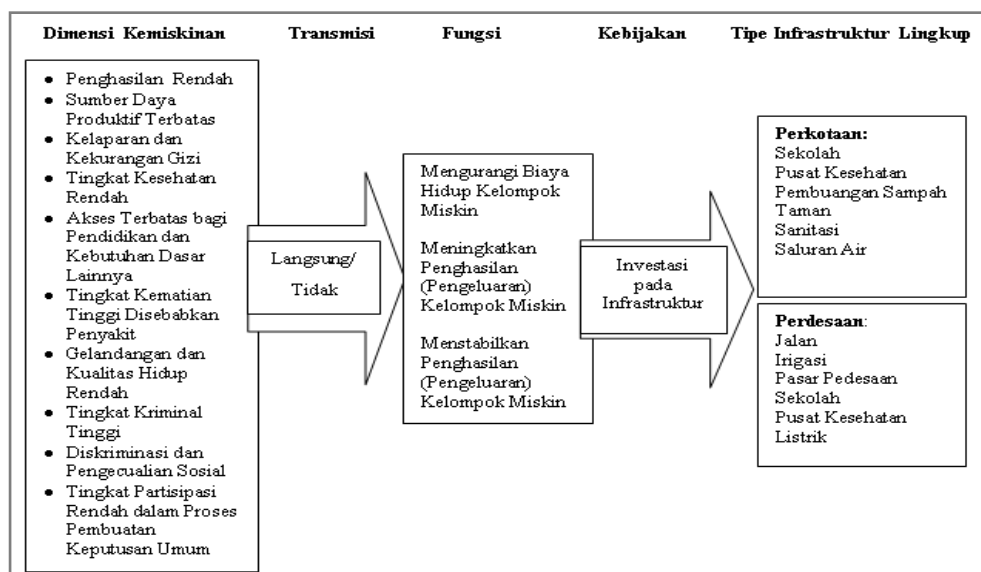 Dimensi Kemiskinan Transmisi Fungsi Kebijakan Tipe Infrastruktur Lingkup
• Penghasilan Rendah
• Sumber Daya
Produktif Terbatas
• Kelaparan dan
Kekurangan Gizi
• Tingkat Kesehatan
Rendah
• Akses Terbatas bagi
Pendidikan dan
Kebutuhan Dasar
Lainnya
• Tingkat Kematian
Tinggi Disebabkan
Penyakit
• Gelandangan dan
Kualitas Hidup
Rendah
• Tingkat Kriminal
Tinggi
• Diskriminasi dan
Pengecualian Sosial
• Tingkat Partisipasi
Rendah dalam Proses
Pembuatan
Keputusan Umum
Langsung/
Tidak
Mengurangi Biaya
Hidup Kelompok
Miskin
Meningkatkan
Penghasilan
(Pengeluaran)
Kelompok Miskin
Menstabilkan
Penghasilan
(Pengeluaran)
Kelompok Miskin
Investasi
pada
Infrastruktur
Perkotaan:
Sekolah
Pusat Kesehatan
Pembuangan Sampah
Taman
Sanitasi
Saluran Air
Perdesaan:
Jalan
Irigasi
Pasar Pedesaan
Sekolah
Pusat Kesehatan
Listrik